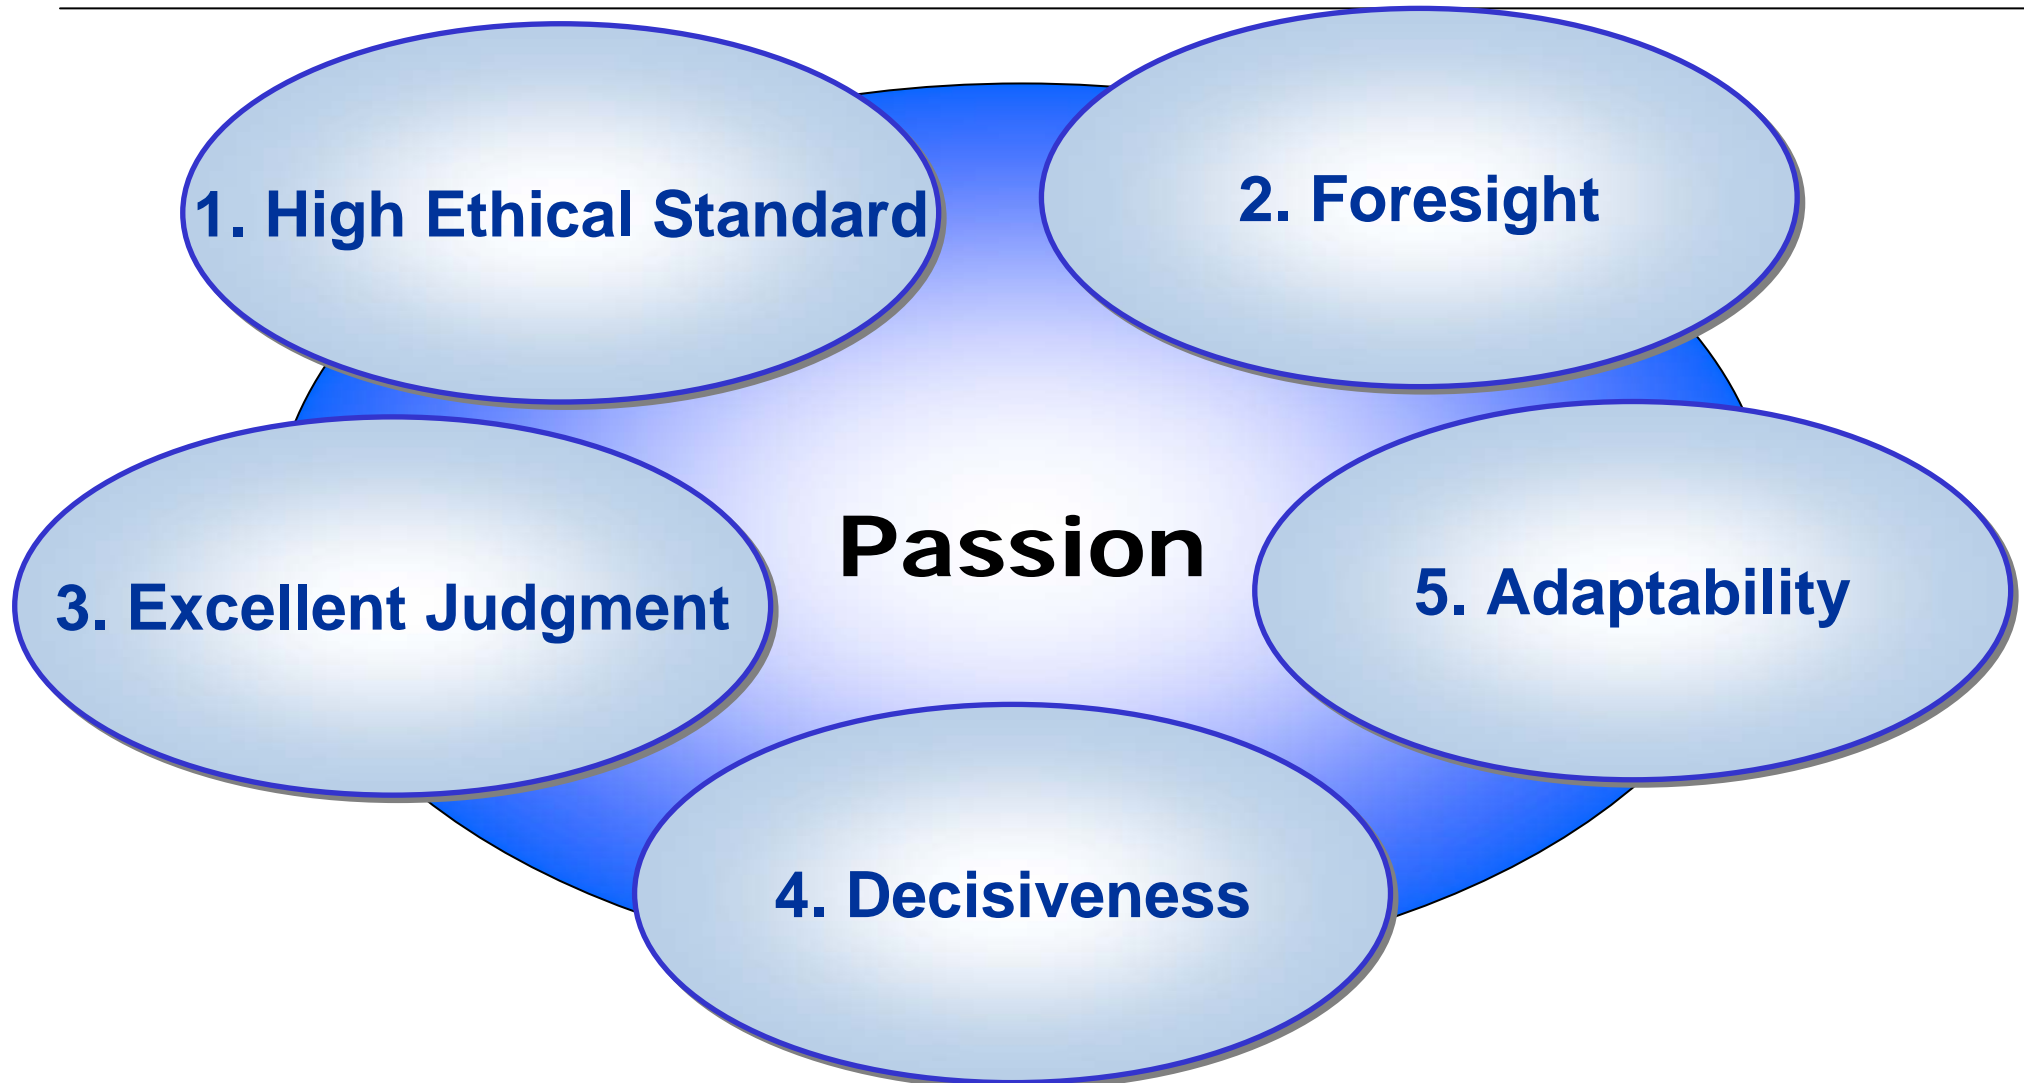 1. High Ethical Standard
2. Foresight
3. Excellent Judgment
Passion
5. Adaptability
4. Decisiveness